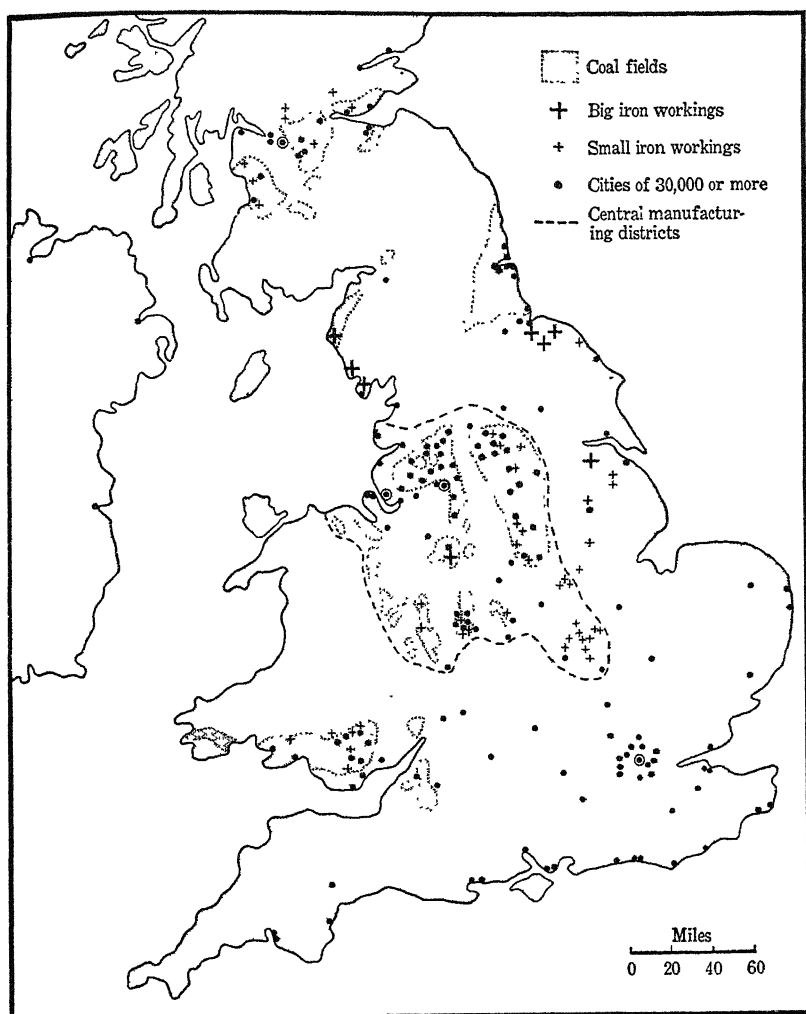 Coal fields
Big iron workings
Small iron workings
Cities of 30,000 or more
Central manufactur-
ing districts
Miles
0 20 40 60